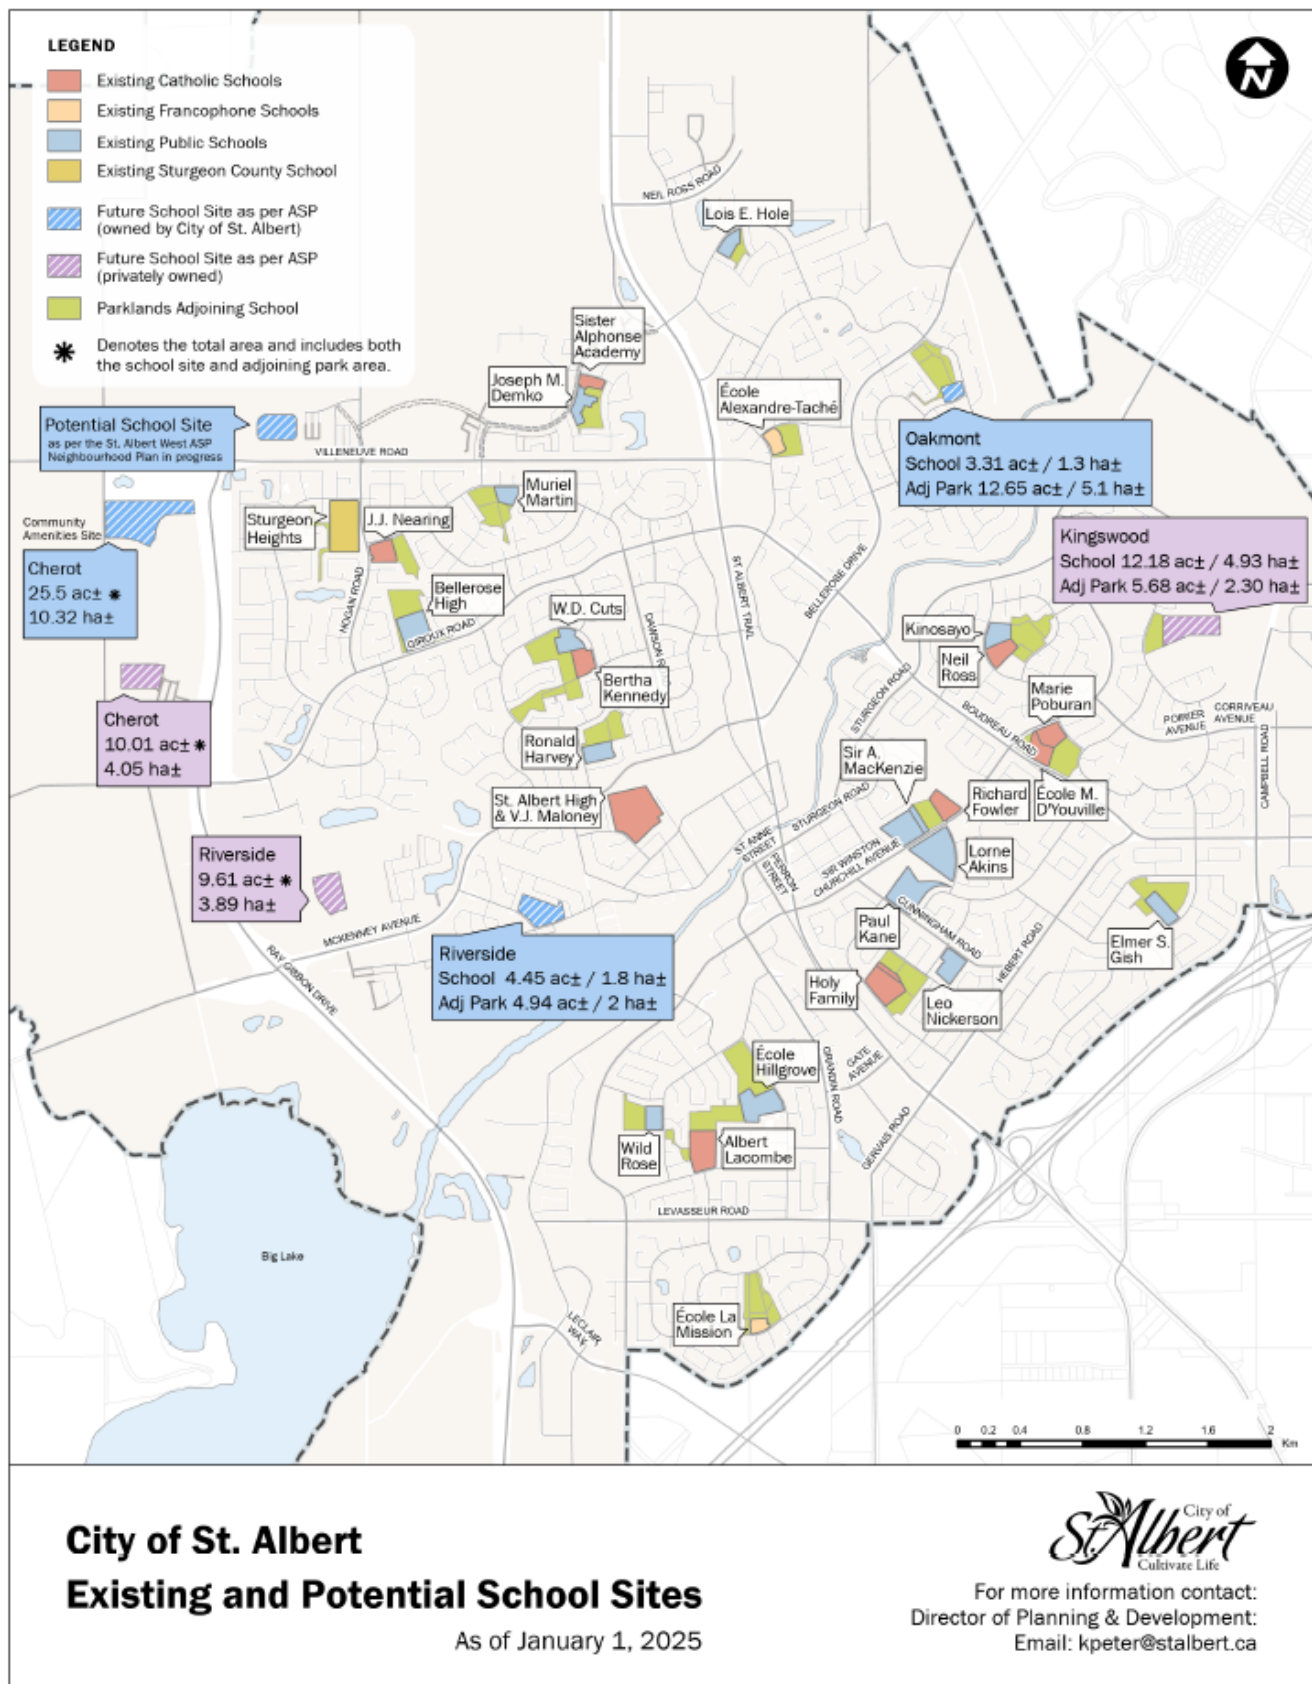 LEGEND
Existing Catholic Schools
Existing Francophone Schools
Existing Public Schools
Existing Sturgeon County School
Future School Site as per ASP
(owned by City of St. Albert)
Future School Site as per ASP
(privately owned)
Parklands Adjoining School
Denotes the total area and includes both
the school site and adjoining park area.
N
NEIL ROSS ROAD
Lois E. Hole
Sister
Alphonse
Academy
Joseph M.
Demko
École
Alexandre-Taché
Potential School Site
as per the St. Albert West ASP
Neighbourhood Plan in progress
VILLENEUVE ROAD
Oakmont
School 3.31 ac± / 1.3 ha±
Adj Park 12.65 ac± / 5.1 ha±
Muriel
Martin
Sturgeon
Heights
J.J. Nearing
Community
Amenities Site
Cherot
25.5 ac± ✷
10.32 ha±
Kingswood
School 12.18 ac± / 4.93 ha±
Adj Park 5.68 ac± / 2.30 ha±
HOGAN ROAD
Bellerose
High
GIROUX ROAD
W.D. Cuts
DAWSON R
ST ALBERT TRAIL
BELLEROSE DRIVE
Kinosayo
Neil
Ross
Bertha
Kennedy
Marie
Poburan
STURGEON ROAD
BOUDREAU ROAD
POIRIER
AVENUE
CORRIVEAU
AVENUE
CAMPBELL ROAD
Cherot
10.01 ac± ✷
4.05 ha±
Ronald
Harvey
Sir A.
MacKenzie
St. Albert High
& V.J. Maloney
Richard
Fowler
École M.
D'Youville
STURGEON ROAD
ST ANNE
STREET
SIR WINSTON
CHURCHILL AVENUE
PERRON
STREET
Lorne
Akins
Riverside
9.61 ac± ✷
3.89 ha±
MCKENNEY AVENUE
RAY GIBBON DRIVE
Paul
Kane
CUNNINGHAM ROAD
HEBERT ROAD
Elmer S.
Gish
Riverside
School 4.45 ac± / 1.8 ha±
Adj Park 4.94 ac± / 2 ha±
Holy
Family
Leo
Nickerson
École
Hillgrove
GRANDIN ROAD
GATE
AVENUE
GERVAIS ROAD
Wild
Rose
Albert
Lacombe
LEVASSEUR ROAD
Big Lake
École La
Mission
LECLAIR
WAY
0 0.2 0.4 0.8 1.2 1.6 2
Km
City of St. Albert
Existing and Potential School Sites
As of January 1, 2025
City of
St. Albert
Cultivate Life
For more information contact:
Director of Planning & Development:
Email: kpeter@stalbert.ca